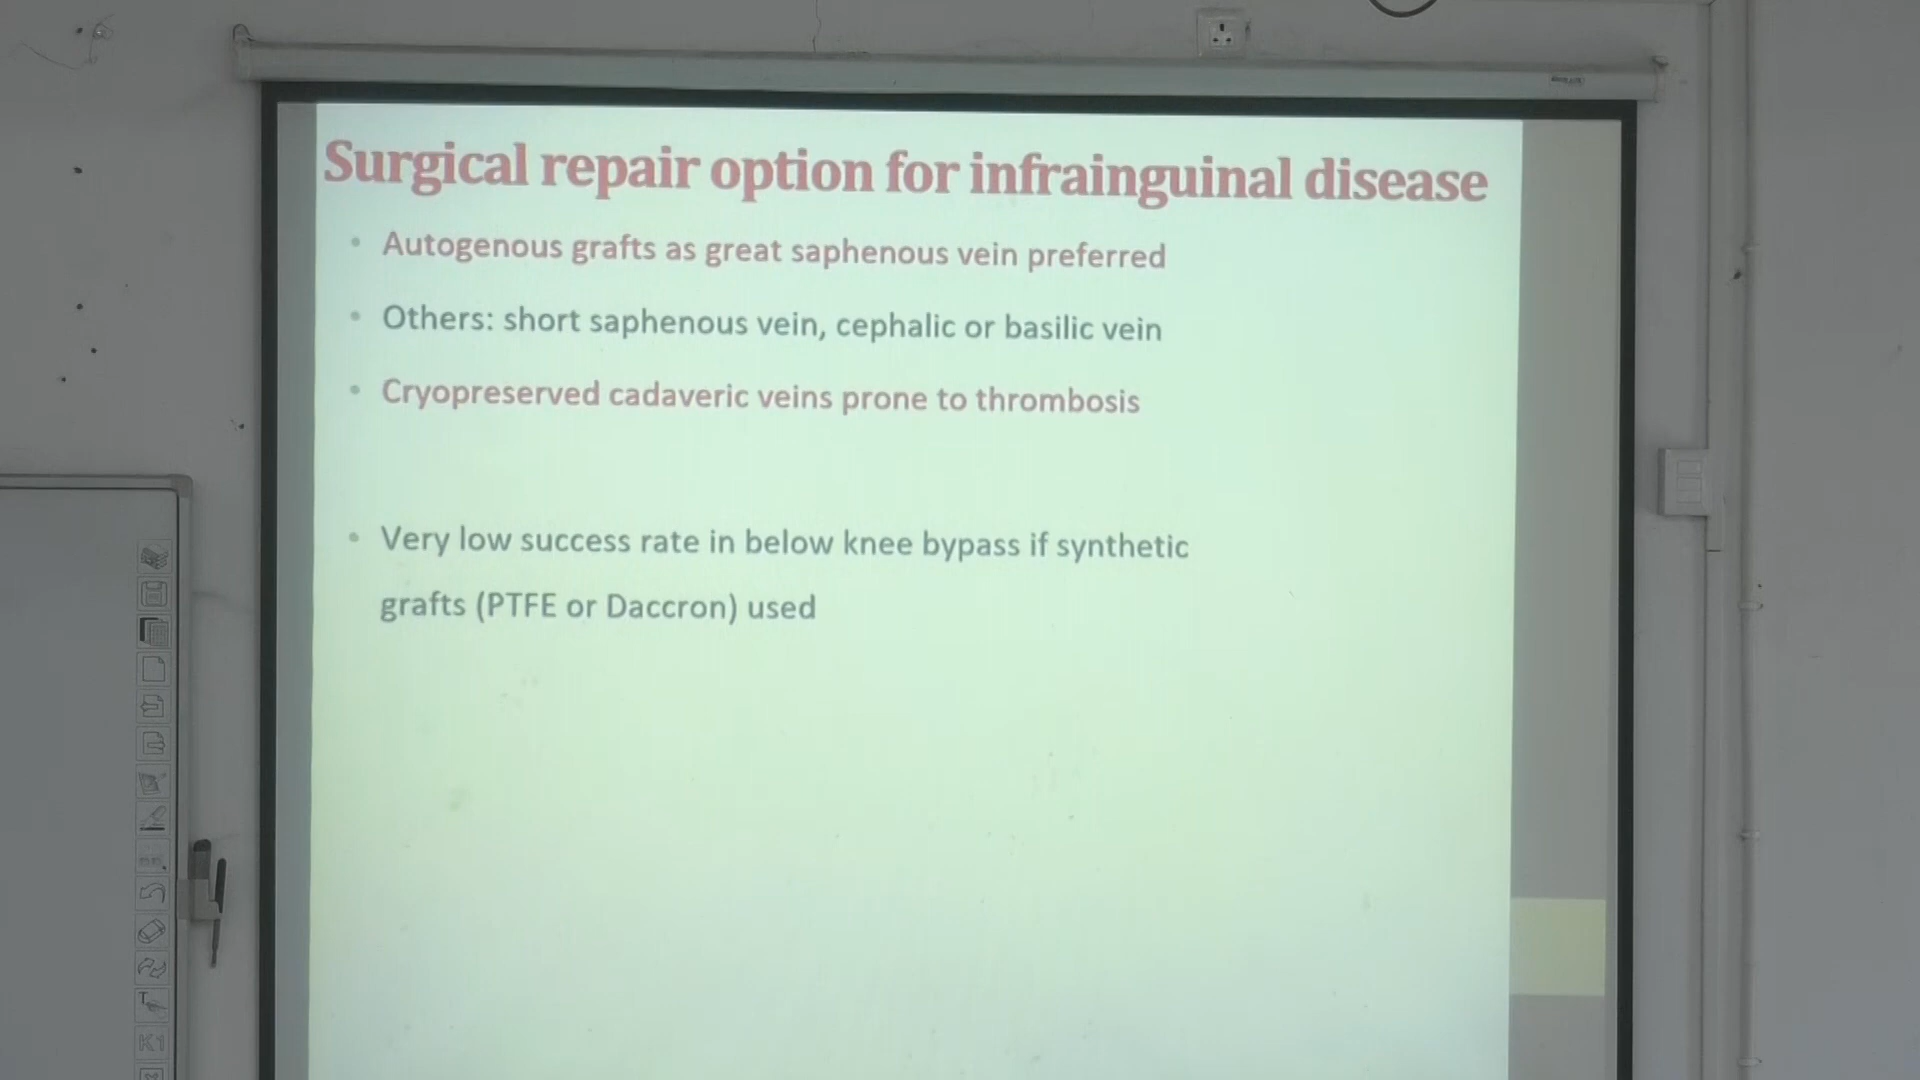 Surgical repair option for infrainguinal disease
• Autogenous grafts as great saphenous vein preferred
• Others: short saphenous vein, cephalic or basilic vein
• Cryopreserved cadaveric veins prone to thrombosis
• Very low success rate in below knee bypass if synthetic
grafts (PTFE or Daccron) used